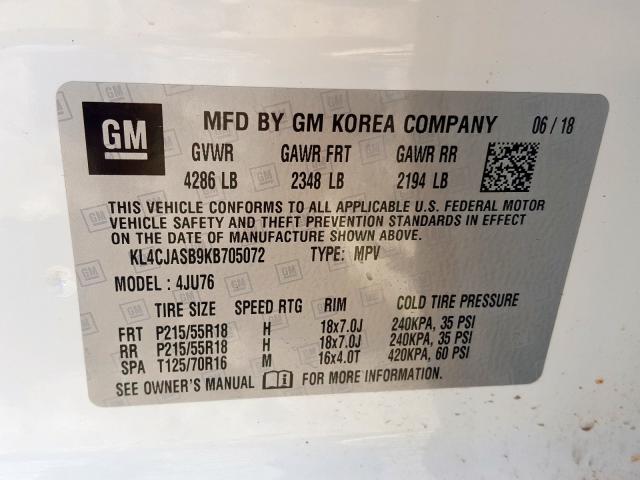 GM MFD BY GM KOREA COMPANY 06 / 18
GVWR GAWR FRT GAWR RR
4286 LB 2348 LB 2194 LB
THIS VEHICLE CONFORMS TO ALL APPLICABLE U.S. FEDERAL MOTOR
VEHICLE SAFETY AND THEFT PREVENTION STANDARDS IN EFFECT
ON THE DATE OF MANUFACTURE SHOWN ABOVE.
KL4CJASB9KB705072 TYPE: MPV
MODEL : 4JU76
TIRE SIZE SPEED RTG RIM COLD TIRE PRESSURE
FRT P215/55R18 H 18x7.0J 240KPA, 35 PSI
RR P215/55R18 H 18x7.0J 240KPA, 35 PSI
SPA T125/70R16 M 16x4.0T 420KPA, 60 PSI
SEE OWNER'S MANUAL FOR MORE INFORMATION.